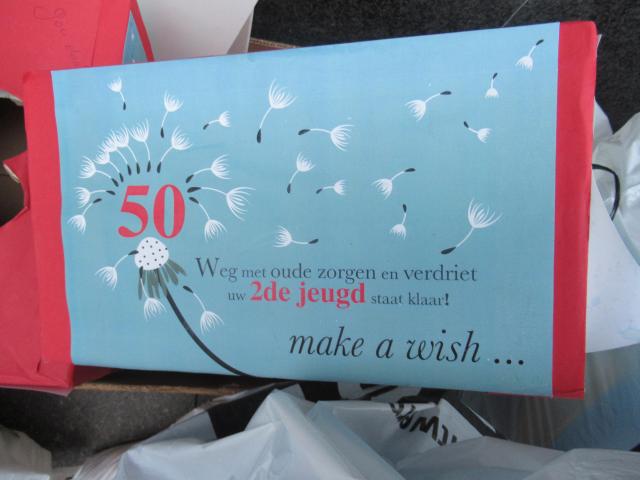 50
Weg met oude zorgen en verdriet
uw 2de jeugd staat klaar!
make a wish ...